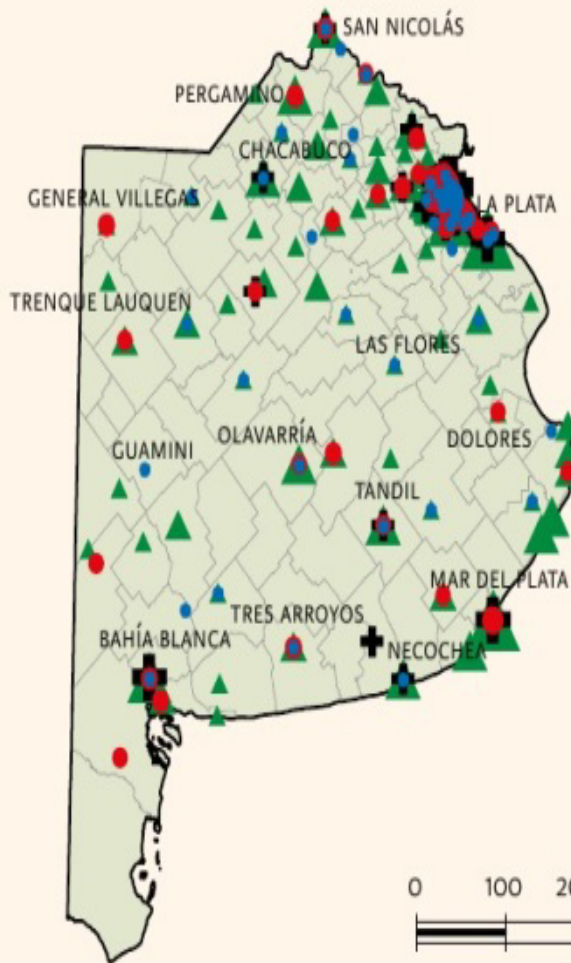 SAN NICOLÁS
PERGAMINO
CHACABUCO
GENERAL VILLEGAS
LA PLATA
TRENQUE LAUQUEN
LAS FLORES
GUAMINI
OLAVARRÍA
DOLORES
TANDIL
MAR DEL PLATA
TRES ARROYOS
BAHÍA BLANCA
NECOCHEA
0 100